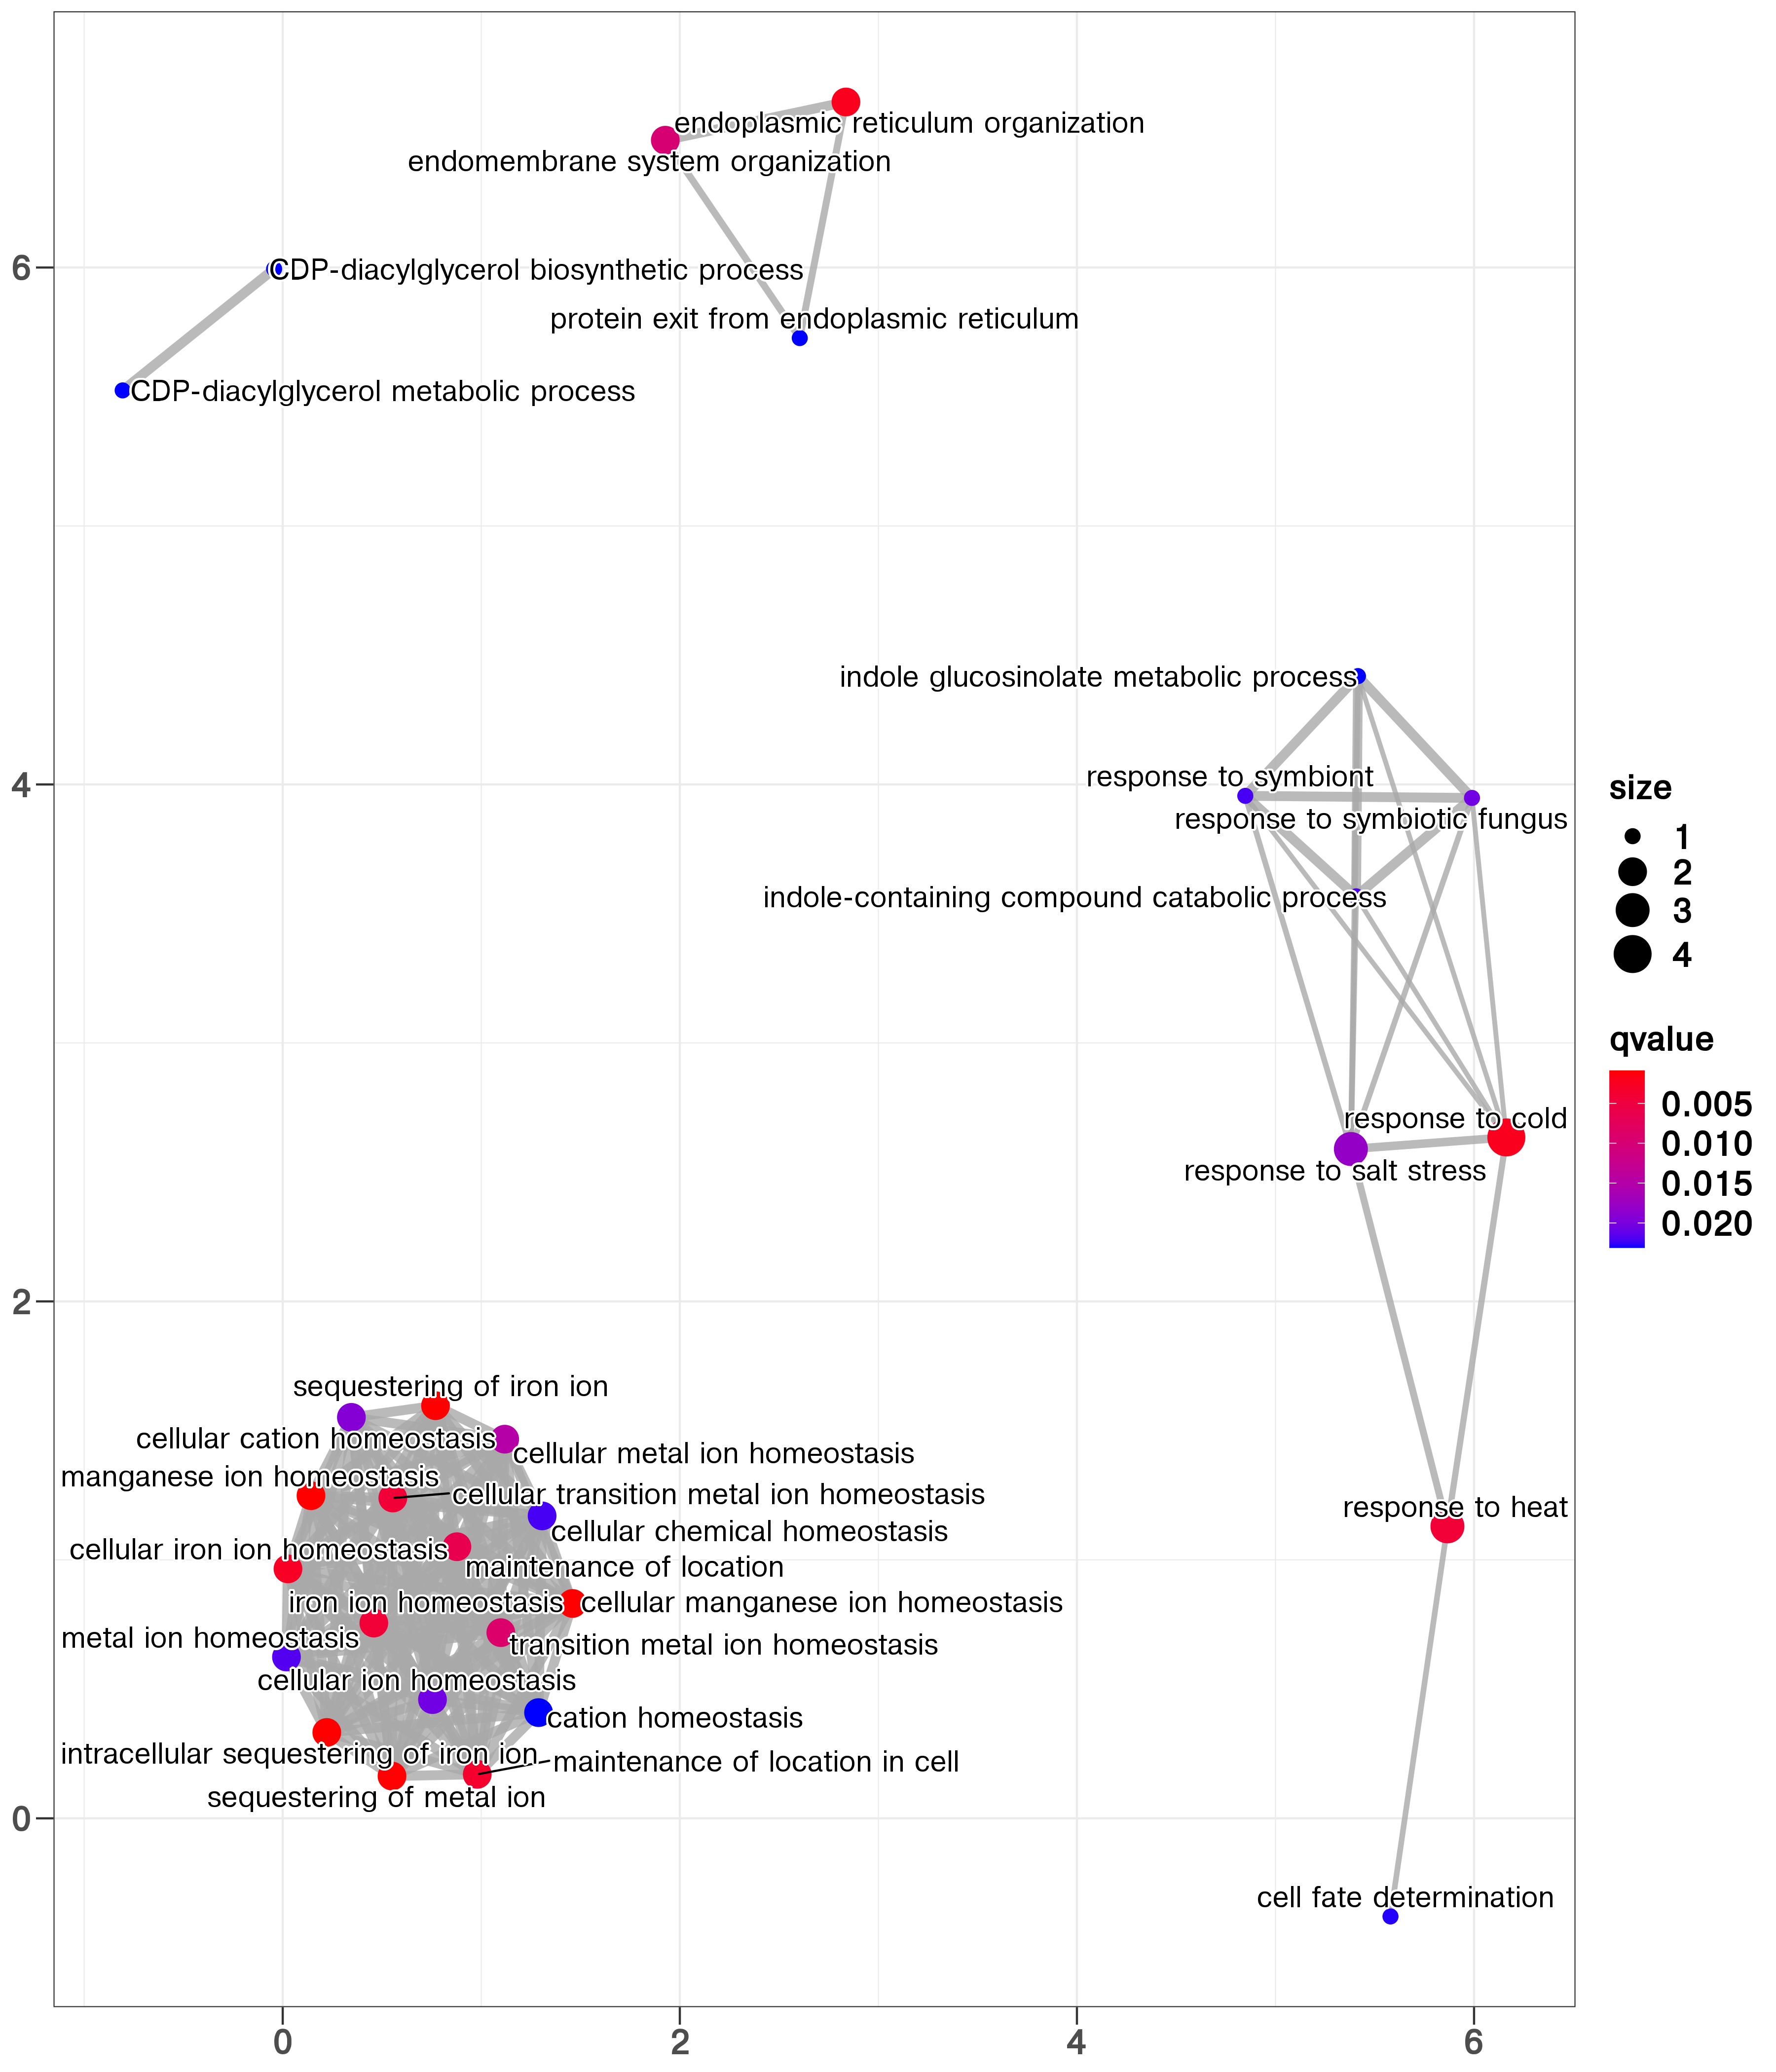 endoplasmic reticulum organization
endomembrane system organization
6
CDP-diacylglycerol biosynthetic process
protein exit from endoplasmic reticulum
CDP-diacylglycerol metabolic process
indole glucosinolate metabolic process
4
response to symbiont
response to symbiotic fungus
indole-containing compound catabolic process
response to cold
response to salt stress
2
sequestering of iron ion
cellular cation homeostasis
cellular metal ion homeostasis
manganese ion homeostasis
cellular transition metal ion homeostasis
response to heat
cellular chemical homeostasis
cellular iron ion homeostasis
maintenance of location
iron ion homeostasis
cellular manganese ion homeostasis
metal ion homeostasis
transition metal ion homeostasis
cellular ion homeostasis
cation homeostasis
intracellular sequestering of iron ion
maintenance of location in cell
sequestering of metal ion
0
cell fate determination
0 2 4 6
size
1
2
3
4
qvalue
0.005
0.010
0.015
0.020